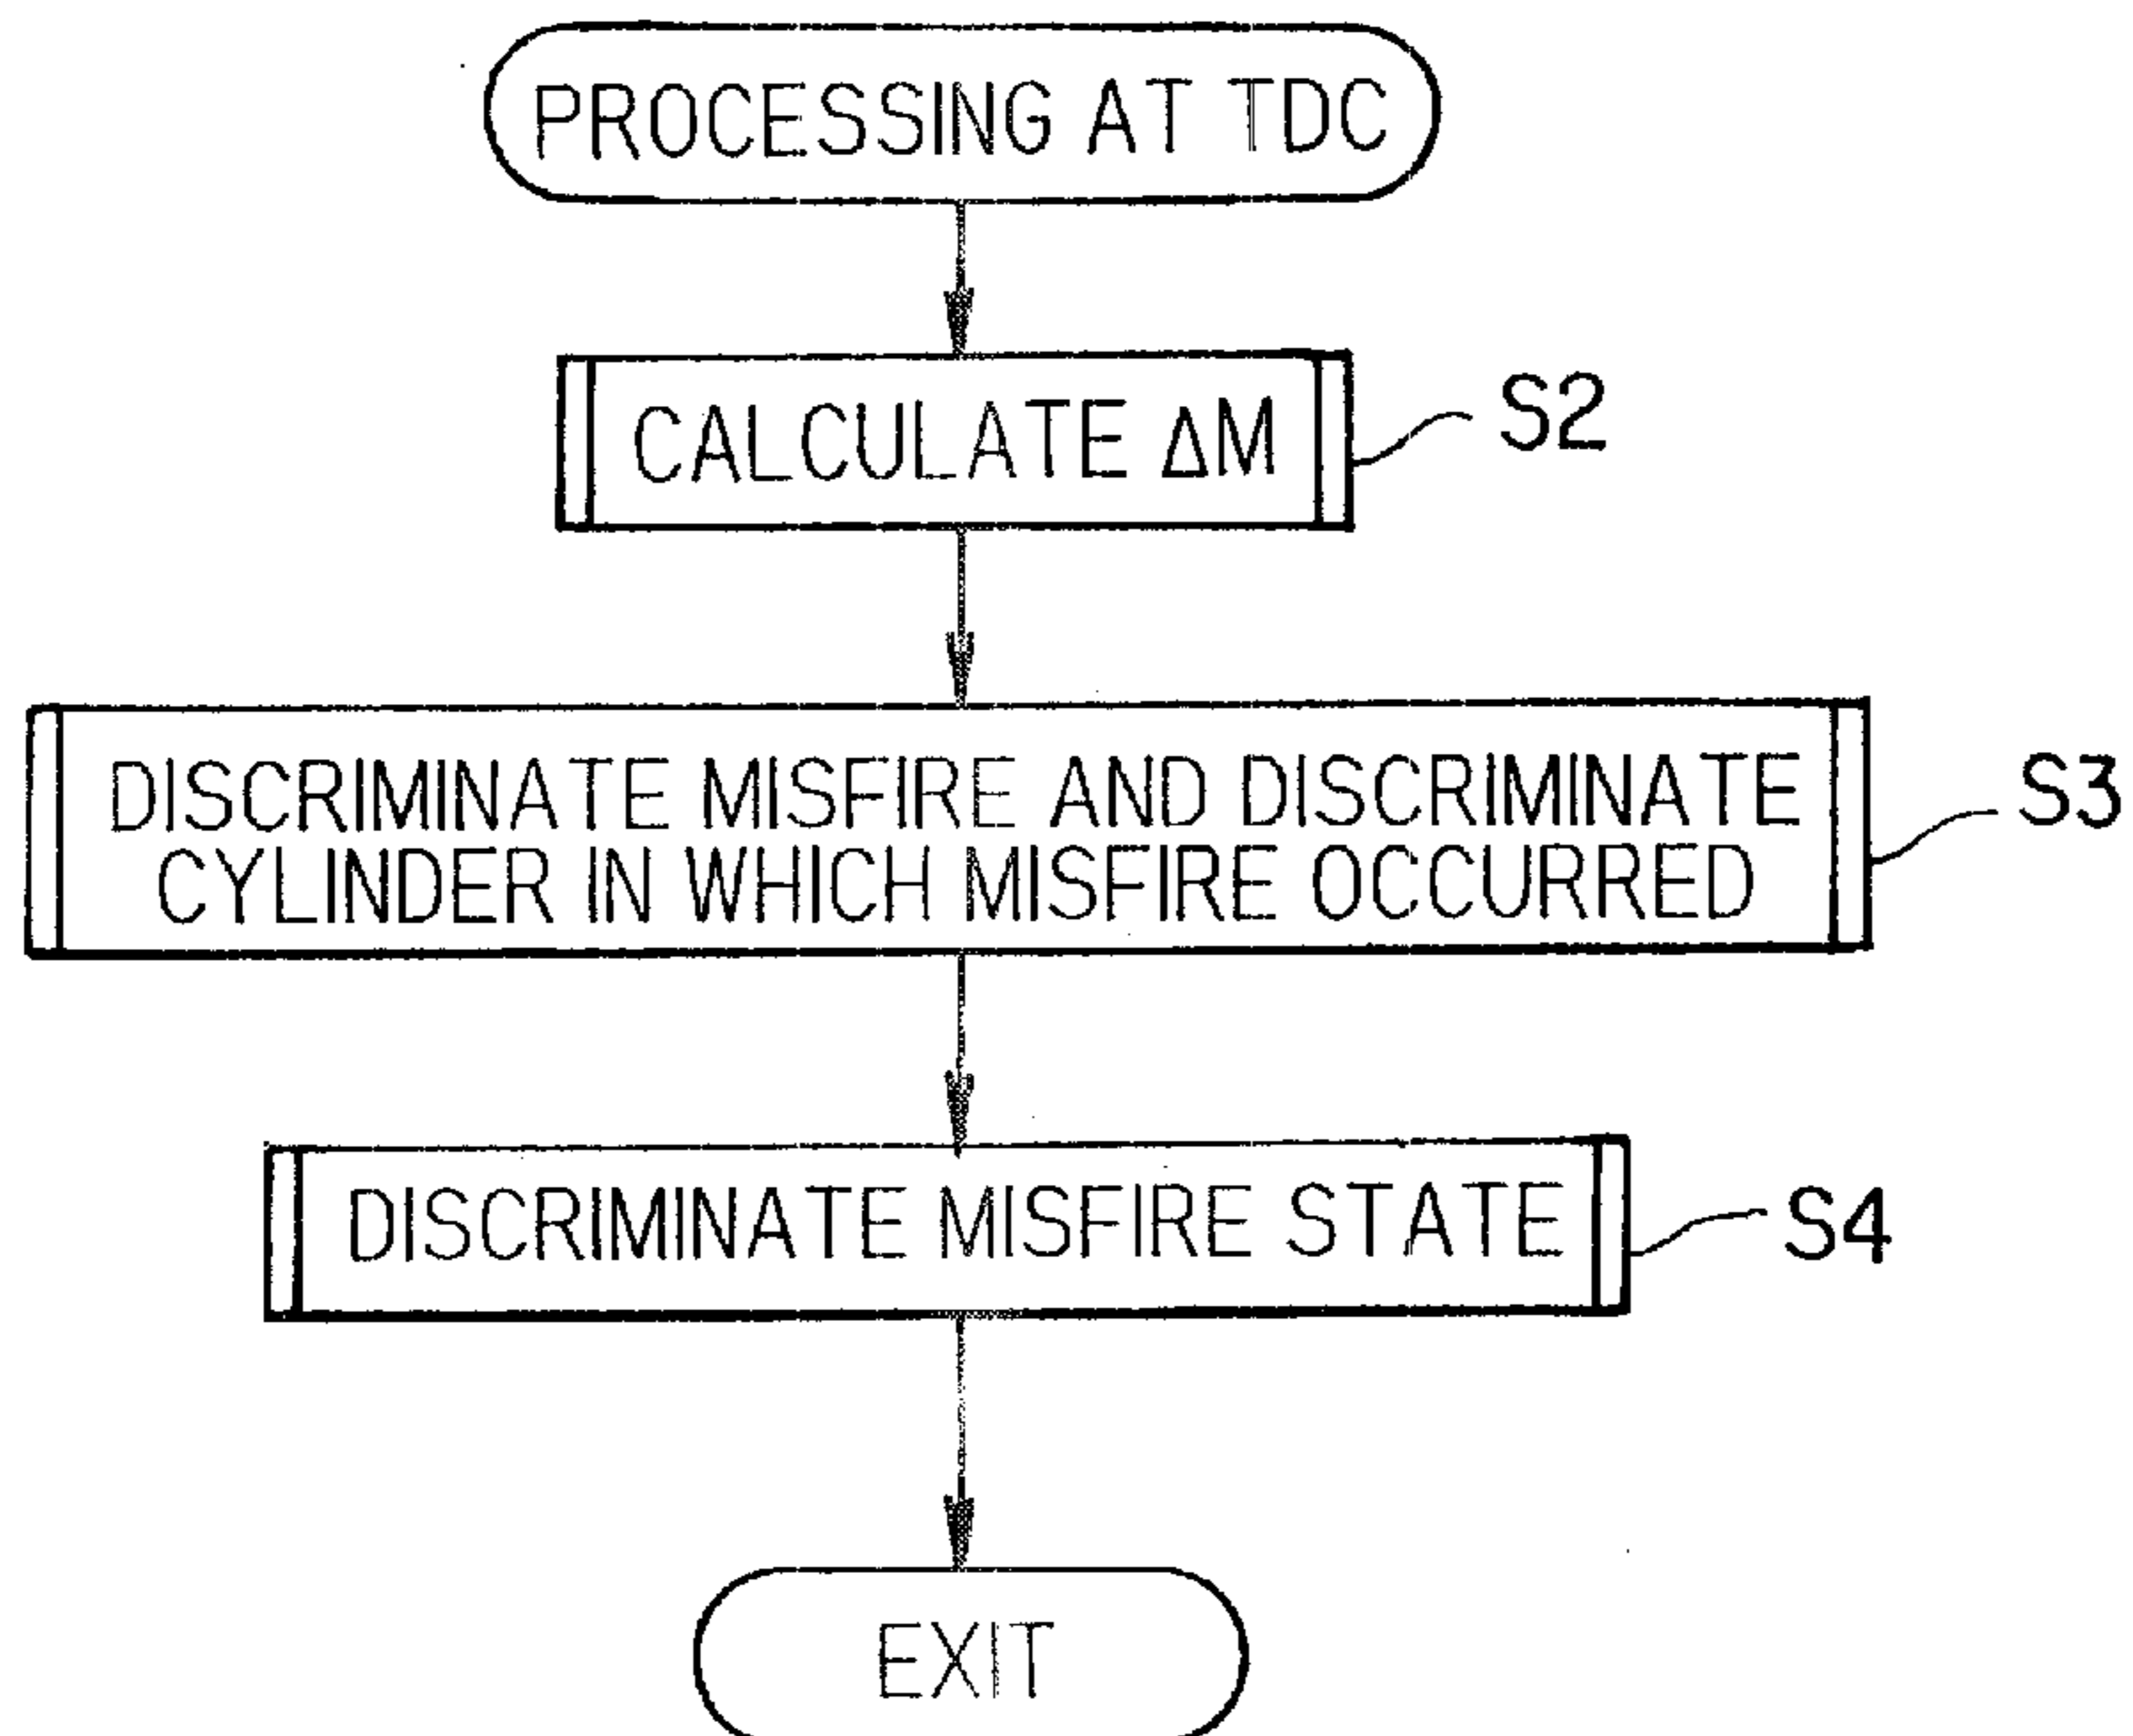 PROCESSING AT TDC
CALCULATE ΔM
S2
DISCRIMINATE MISFIRE AND DISCRIMINATE
CYLINDER IN WHICH MISFIRE OCCURRED
S3
DISCRIMINATE MISFIRE STATE
S4
EXIT